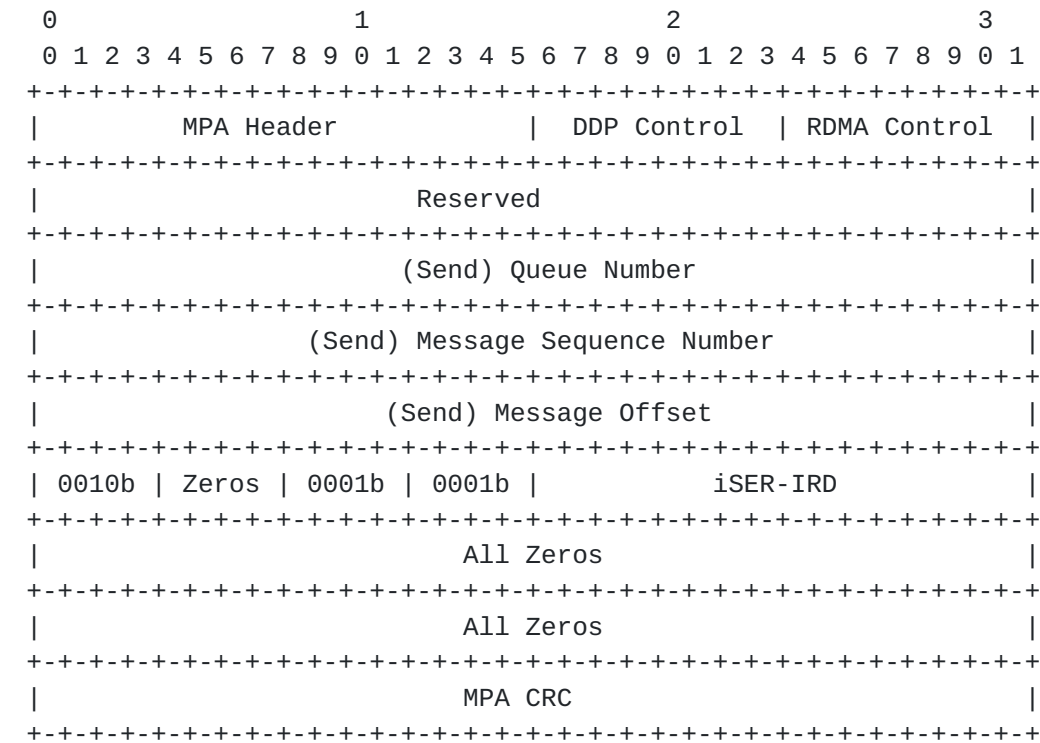 0                   1                   2                   3
 0 1 2 3 4 5 6 7 8 9 0 1 2 3 4 5 6 7 8 9 0 1 2 3 4 5 6 7 8 9 0 1
+-+-+-+-+-+-+-+-+-+-+-+-+-+-+-+-+-+-+-+-+-+-+-+-+-+-+-+-+-+-+-+-+
|         MPA Header            |  DDP Control  | RDMA Control  |
+-+-+-+-+-+-+-+-+-+-+-+-+-+-+-+-+-+-+-+-+-+-+-+-+-+-+-+-+-+-+-+-+
|                        Reserved                               |
+-+-+-+-+-+-+-+-+-+-+-+-+-+-+-+-+-+-+-+-+-+-+-+-+-+-+-+-+-+-+-+-+
|                       (Send) Queue Number                     |
+-+-+-+-+-+-+-+-+-+-+-+-+-+-+-+-+-+-+-+-+-+-+-+-+-+-+-+-+-+-+-+-+
|                 (Send) Message Sequence Number                |
+-+-+-+-+-+-+-+-+-+-+-+-+-+-+-+-+-+-+-+-+-+-+-+-+-+-+-+-+-+-+-+-+
|                      (Send) Message Offset                    |
+-+-+-+-+-+-+-+-+-+-+-+-+-+-+-+-+-+-+-+-+-+-+-+-+-+-+-+-+-+-+-+-+
| 0010b | Zeros | 0001b | 0001b |           iSER-IRD            |
+-+-+-+-+-+-+-+-+-+-+-+-+-+-+-+-+-+-+-+-+-+-+-+-+-+-+-+-+-+-+-+-+
|                           All Zeros                           |
+-+-+-+-+-+-+-+-+-+-+-+-+-+-+-+-+-+-+-+-+-+-+-+-+-+-+-+-+-+-+-+-+
|                           All Zeros                           |
+-+-+-+-+-+-+-+-+-+-+-+-+-+-+-+-+-+-+-+-+-+-+-+-+-+-+-+-+-+-+-+-+
|                           MPA CRC                             |
+-+-+-+-+-+-+-+-+-+-+-+-+-+-+-+-+-+-+-+-+-+-+-+-+-+-+-+-+-+-+-+-+